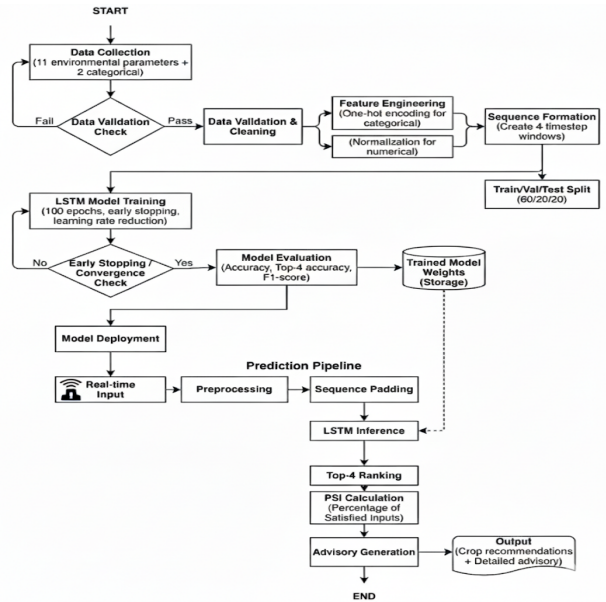 START
Data Collection
(11 environmental parameters +
2 categorical)
Fail
Data Validtation
Check
Pass
Data Valldation &
Cleaning
Feature Engineering
(One-hot encoding for
categorical)
(Normalization for
numerical)
Sequence Formation
(Create 4 timestep
windows)
Train/Val/Test Split
(60/20/20)
LSTM Model Training
(100 epochs, early stopping,
learning rate reduction)
No
Early Stopping /
Convergence
Check
Yes
Model Evaluation
(Accuracy, Top-4 accuracy,
F1-score)
Trained Model
Weights
(Storage)
Model Deployment
Prediction Pipeline
Real-time
Input
Preprocessing
Sequence Padding
LSTM Inference
Top-4 Ranking
PSI Calculation
(Percentage of
Satisfied Inputs)
Advisory Generation
Output
(Crop recommendations
+ Detailed advisory)
END